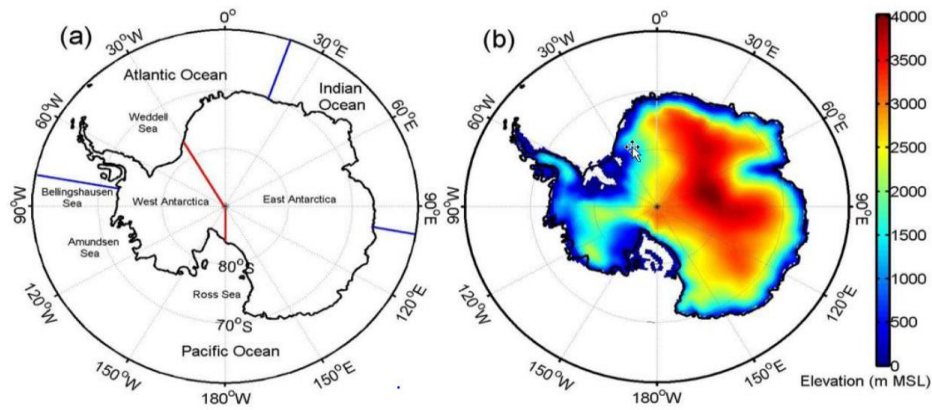 (a)
0°
30°W
30°E
Atlantic Ocean
Indian
Ocean
60°W
60°E
Weddell
Sea
90°W
Bellingshausen
Sea
West Antarctica
East Antarctica
90°E
Amundsen
Sea
80°S
Ross Sea
120°W
120°E
70°S
Pacific Ocean
150°W
150°E
180°W
(b)
0°
30°W
30°E
60°W
60°E
90°W
90°E
120°W
120°E
150°W
150°E
180°W
4000
3500
3000
2500
2000
1500
1000
500
0
Elevation (m MSL)